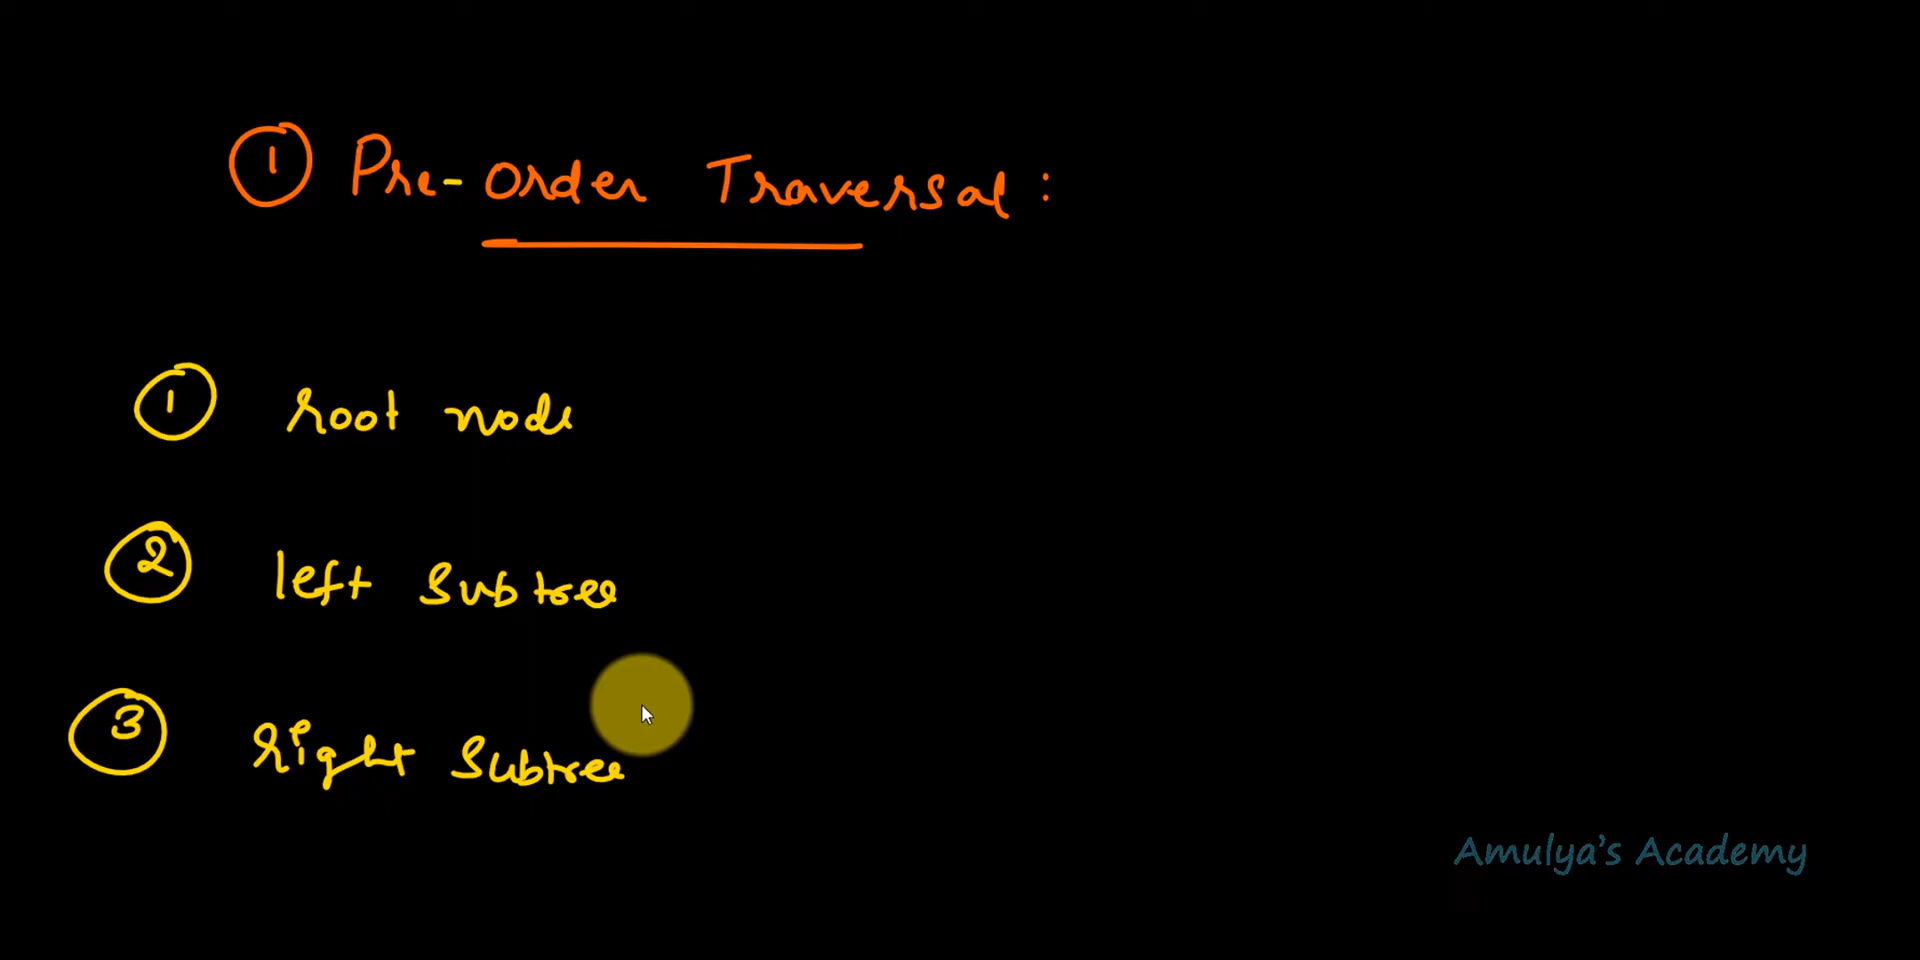 ① Pre-order Traversal:
① root node
② left subtree
③ right subtree
Amulya's Academy